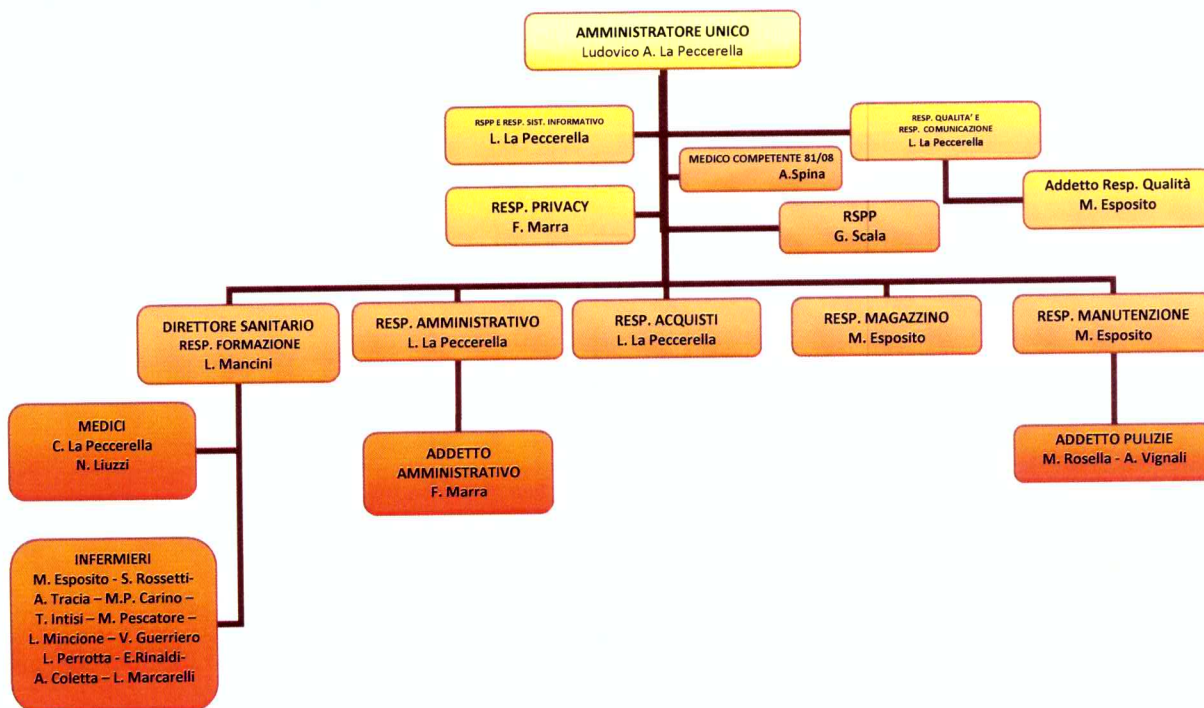 AMMINISTRATORE UNICO
Ludovico A. La Peccerella
RSPP E RESP. SIST. INFORMATIVO
L. La Peccerella
RESP. QUALITA' E
RESP. COMUNICAZIONE
L. La Peccerella
MEDICO COMPETENTE 81/08
A.Spina
Addetto Resp. Qualità
M. Esposito
RESP. PRIVACY
F. Marra
RSPP
G. Scala
DIRETTORE SANITARIO
RESP. FORMAZIONE
L. Mancini
RESP. AMMINISTRATIVO
L. La Peccerella
RESP. ACQUISTI
L. La Peccerella
RESP. MAGAZZINO
M. Esposito
RESP. MANUTENZIONE
M. Esposito
MEDICI
C. La Peccerella
N. Liuzzi
ADDETTO
AMMINISTRATIVO
F. Marra
ADDETTO PULIZIE
M. Rosella - A. Vignali
INFERMIERI
M. Esposito - S. Rossetti-
A. Tracia – M.P. Carino –
T. Intisi – M. Pescatore –
L. Mincione – V. Guerriero
L. Perrotta - E.Rinaldi-
A. Coletta – L. Marcarelli